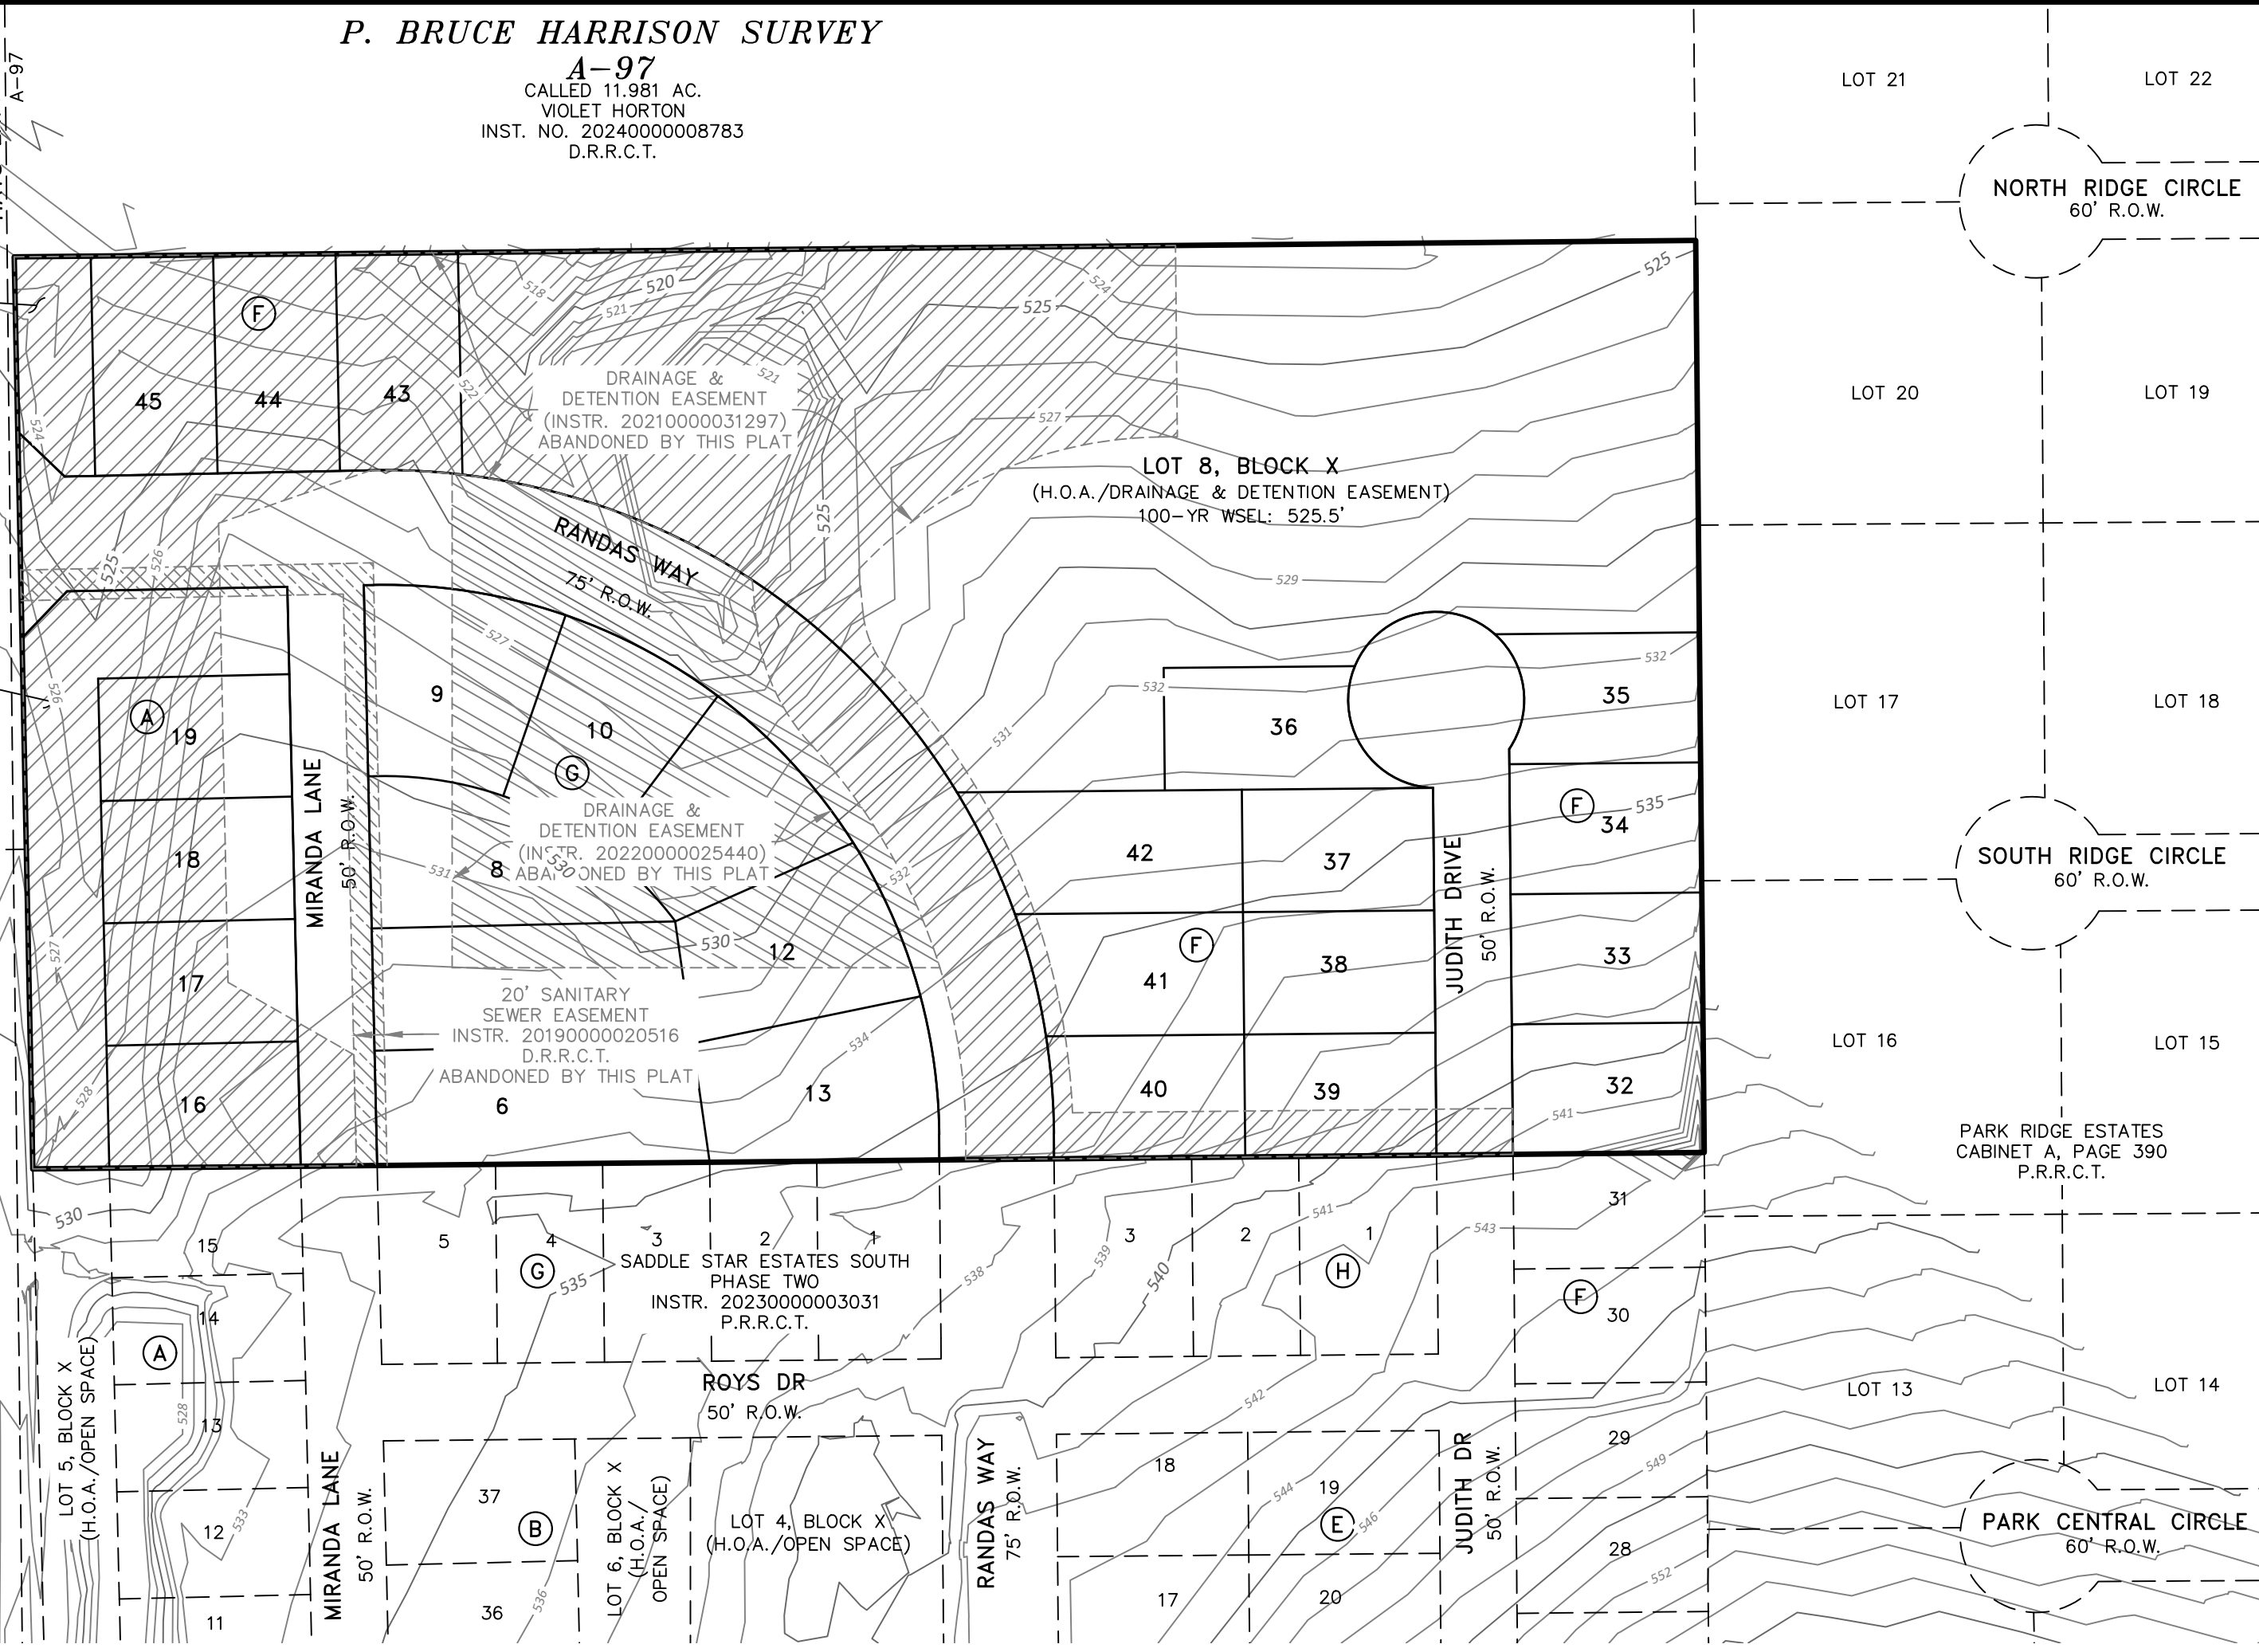 P. BRUCE HARRISON SURVEY
A-97
CALLED 11.981 AC.
VIOLET HORTON
INST. NO. 20240000008783
D.R.R.C.T.
A-97
LOT 21
LOT 22
NORTH RIDGE CIRCLE
60' R.O.W.
LOT 20
LOT 19
LOT 17
LOT 18
SOUTH RIDGE CIRCLE
60' R.O.W.
LOT 16
LOT 15
PARK RIDGE ESTATES
CABINET A, PAGE 390
P.R.R.C.T.
LOT 13
LOT 14
PARK CENTRAL CIRCLE
60' R.O.W.
F
45
44
43
518
520
521
521
522
524
524
525
525
525
527
DRAINAGE &
DETENTION EASEMENT
(INSTR. 20210000031297)
ABANDONED BY THIS PLAT
LOT 8, BLOCK X
(H.O.A./DRAINAGE & DETENTION EASEMENT)
100-YR WSEL: 525.5'
529
RANDAS WAY
75' R.O.W.
525
526
526
527
527
528
A
19
18
17
16
MIRANDA LANE
50' R.O.W.
9
10
G
DRAINAGE &
DETENTION EASEMENT
(INSTR. 20220000025440)
ABANDONED BY THIS PLAT
8
530
531
532
530
12
20' SANITARY
SEWER EASEMENT
INSTR. 20190000020516
D.R.R.C.T.
ABANDONED BY THIS PLAT
6
13
534
531
532
532
36
35
F
34
535
42
37
JUDITH DRIVE
50' R.O.W.
F
41
38
33
40
39
32
541
530
15
5
4
3
2
1
G
535
SADDLE STAR ESTATES SOUTH
PHASE TWO
INSTR. 20230000003031
P.R.R.C.T.
538
539
540
3
2
1
541
H
543
31
F
30
A
14
13
12
11
528
533
LOT 5, BLOCK X
(H.O.A./OPEN SPACE)
MIRANDA LANE
50' R.O.W.
ROYS DR
50' R.O.W.
37
B
36
536
LOT 6, BLOCK X
(H.O.A./
OPEN SPACE)
LOT 4, BLOCK X
(H.O.A./OPEN SPACE)
RANDAS WAY
75' R.O.W.
542
18
19
E
544
546
17
20
JUDITH DR
50' R.O.W.
29
549
28
552